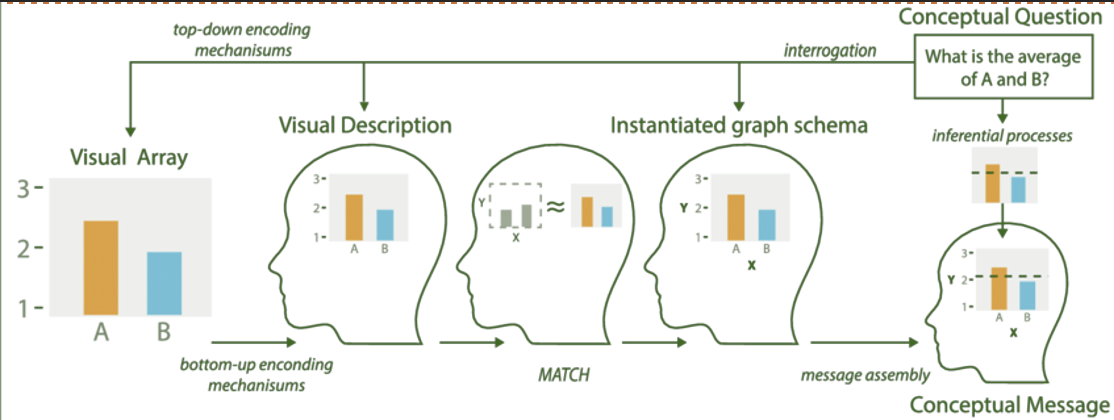 Conceptual Question
top-down encoding
mechanisums
interrogation
What is the average
of A and B?
Visual Description
Instantiated graph schema
inferential processes
Visual Array
3
2
1
A
B
3
2
1
A
B
Y
X
≈
3
2
1
Y
A
B
X
3
2
1
Y
A
B
X
bottom-up enconding
mechanisums
MATCH
message assembly
Conceptual Message